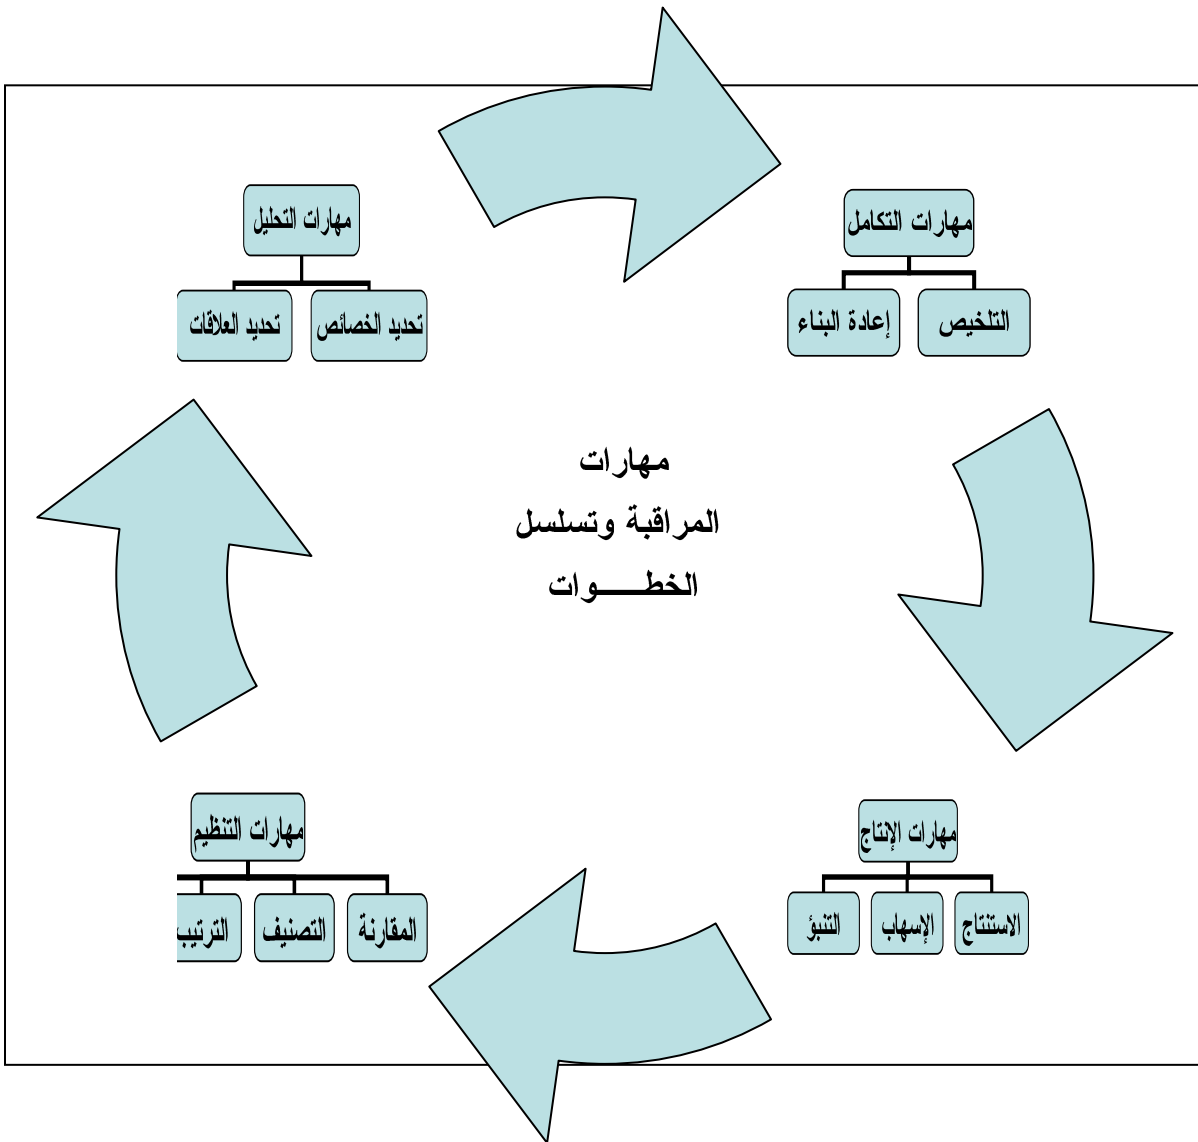 مهارات التكامل
التلخيص
إعادة البناء
مهارات التحليل
تحديد الخصائص
تحديد العلاقات
مهارات
المراقبة وتسلسل
الخطـــــوات
مهارات الإنتاج
الاستنتاج
الإسهاب
التنبؤ
مهارات التنظيم
المقارنة
التصنيف
الترتيب